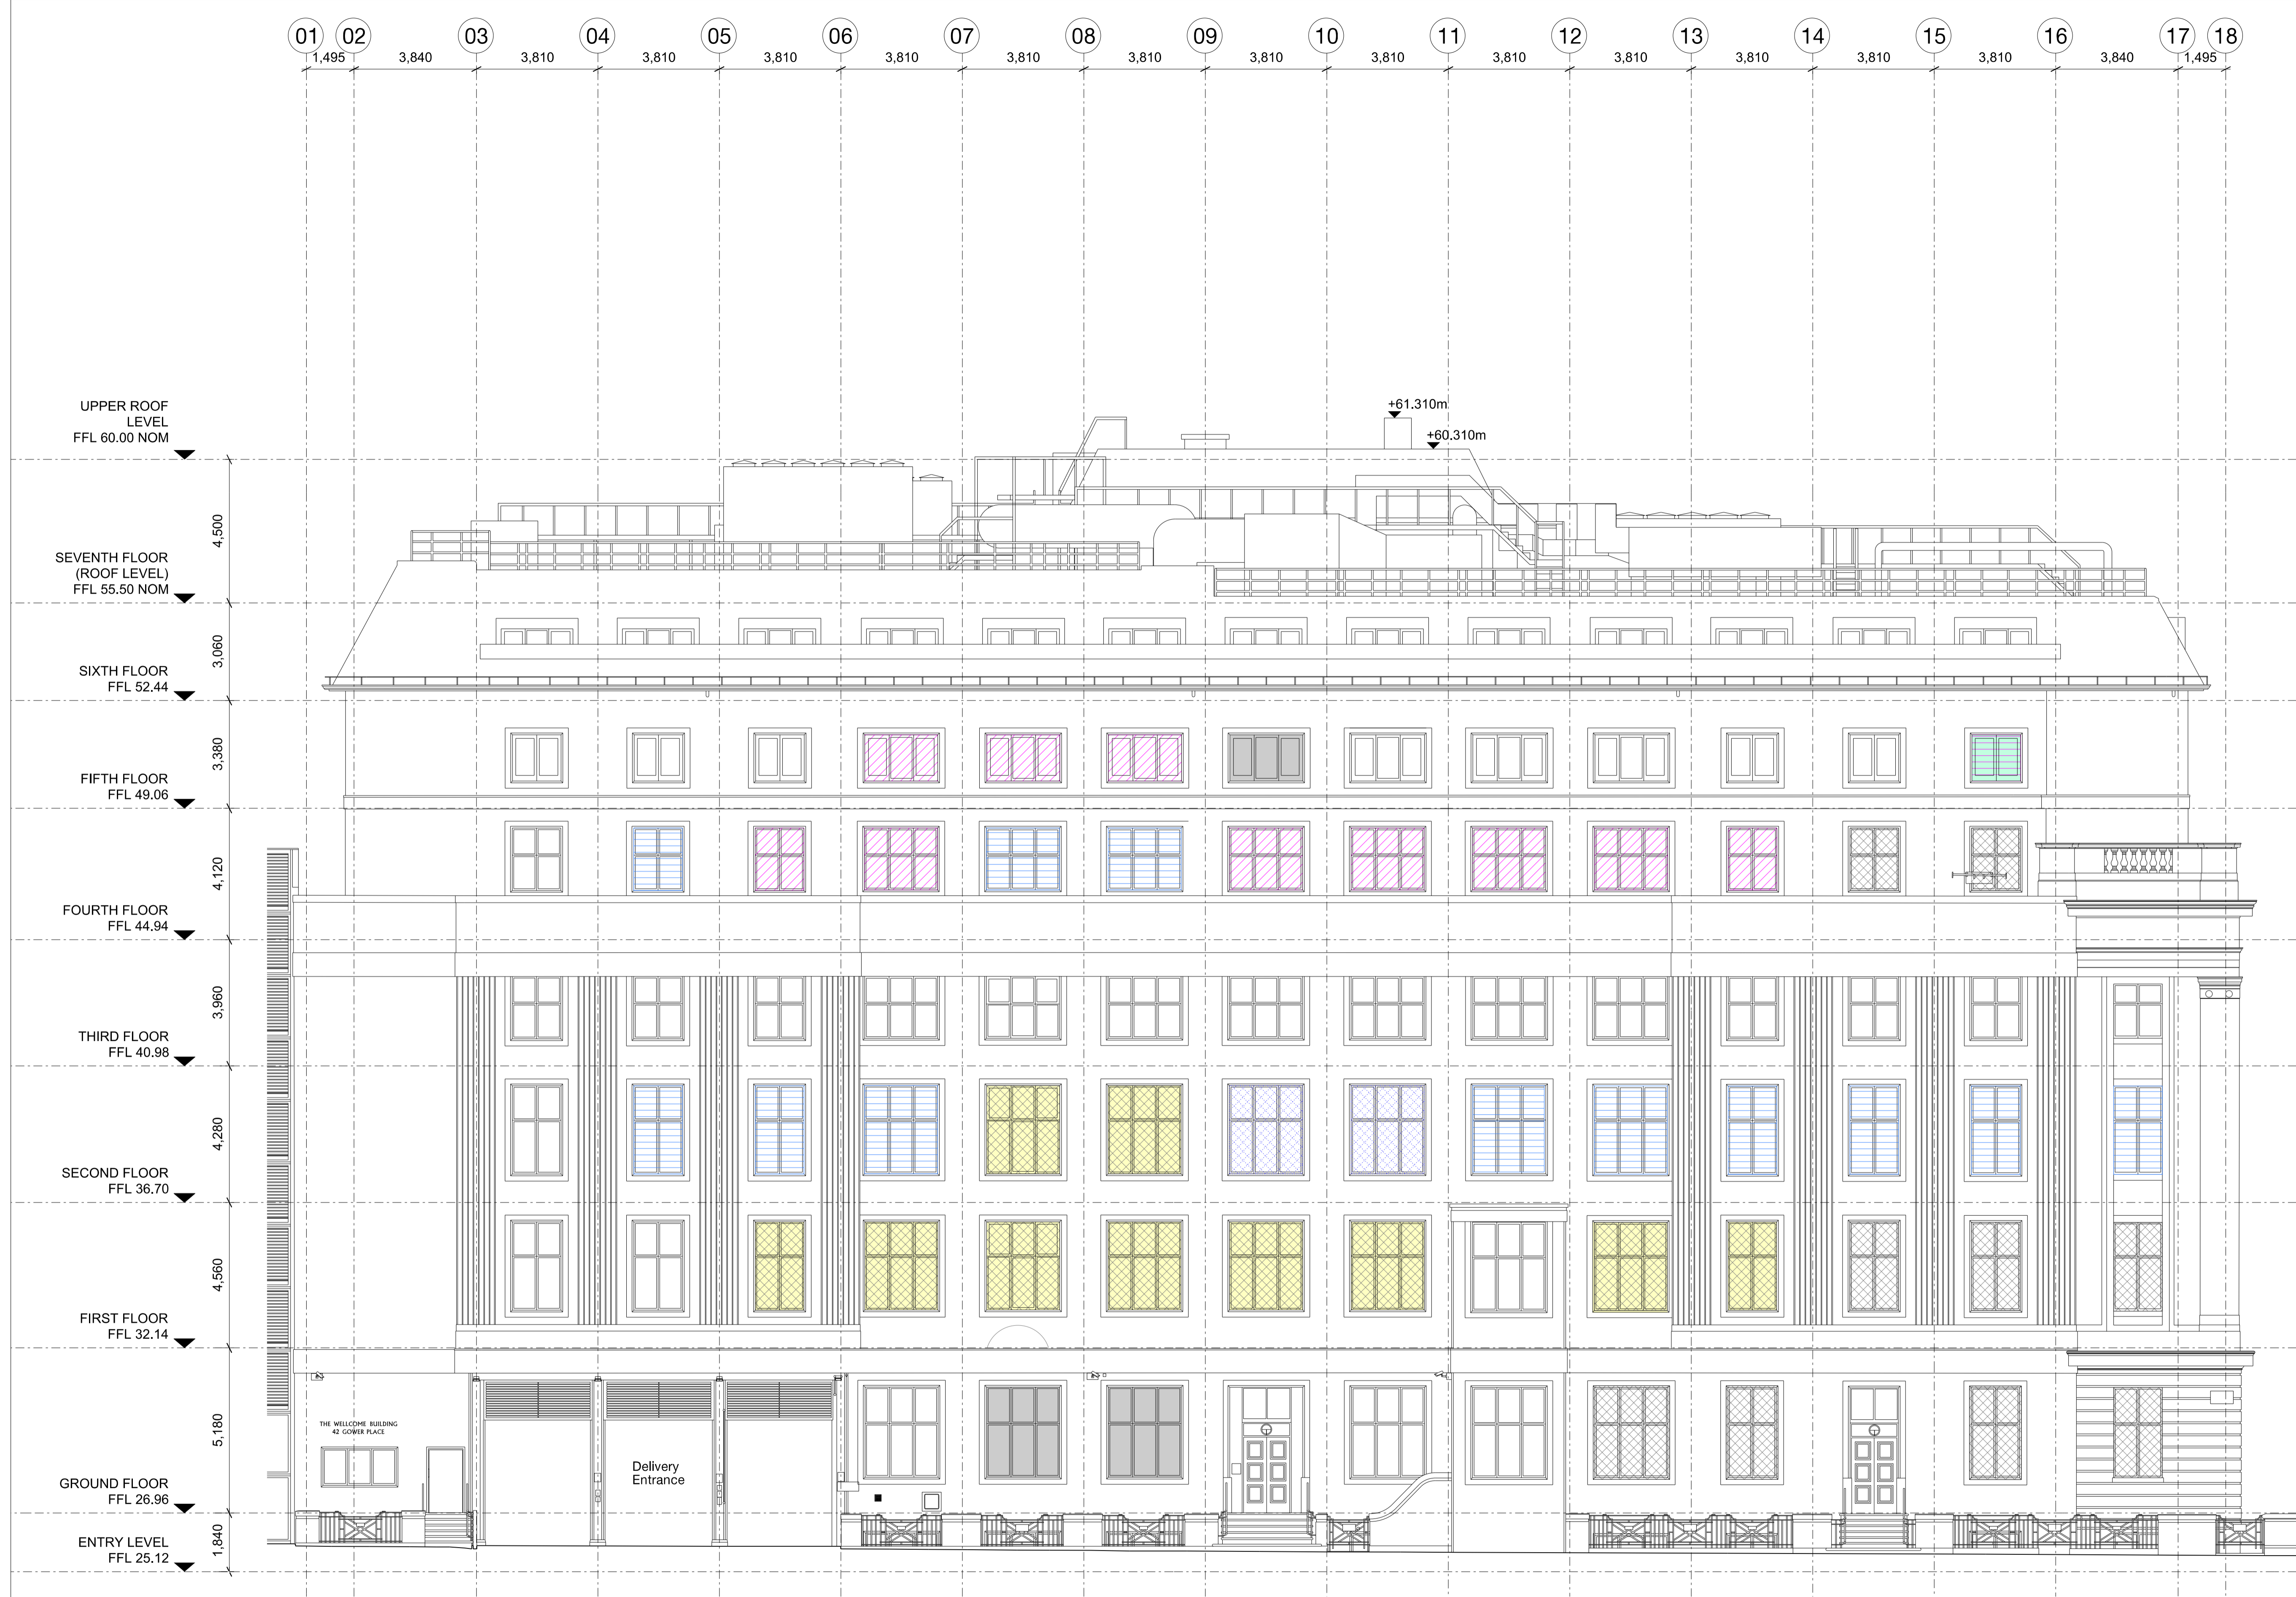 01 02 03 04 05 06 07 08 09 10 11 12 13 14 15 16 17 18
1,495 3,840 3,810 3,810 3,810 3,810 3,810 3,810 3,810 3,810 3,810 3,810 3,810 3,810 3,810 3,840 1,495
+61.310m
+60.310m
UPPER ROOF
LEVEL
FFL 60.00 NOM
4,500
SEVENTH FLOOR
(ROOF LEVEL)
FFL 55.50 NOM
3,060
SIXTH FLOOR
FFL 52.44
3,380
FIFTH FLOOR
FFL 49.06
4,120
FOURTH FLOOR
FFL 44.94
3,960
THIRD FLOOR
FFL 40.98
4,280
SECOND FLOOR
FFL 36.70
4,560
FIRST FLOOR
FFL 32.14
5,180
THE WELLCOME BUILDING
42 GOWER PLACE
Delivery
Entrance
GROUND FLOOR
FFL 26.96
1,840
ENTRY LEVEL
FFL 25.12